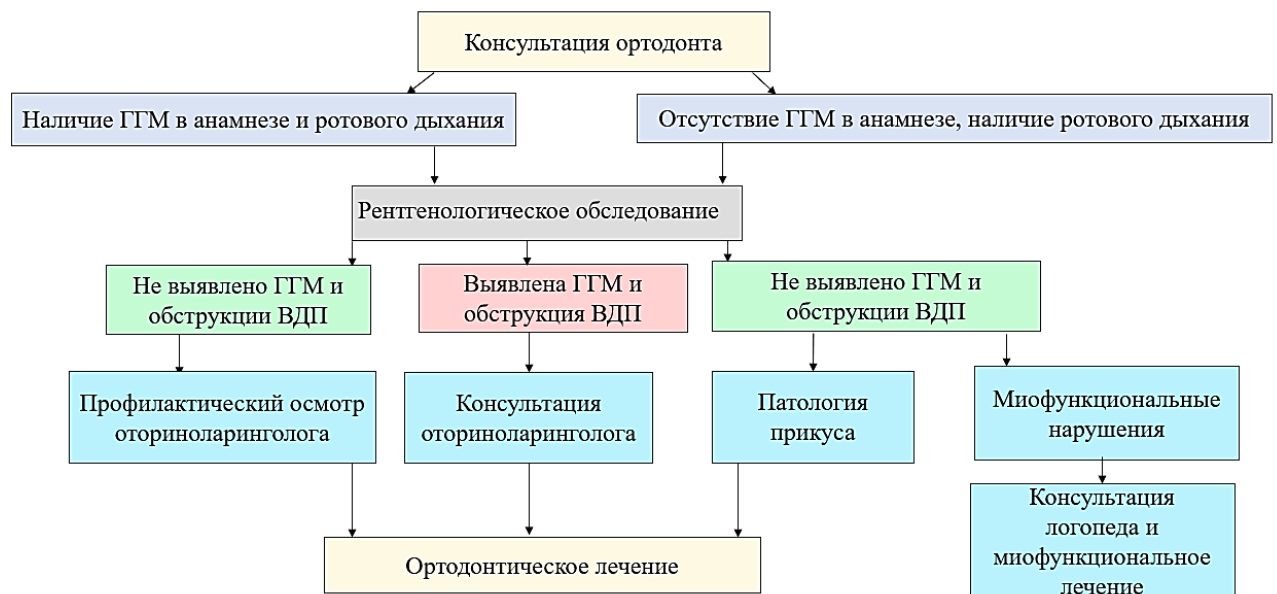 Консультация ортодонта
Наличие ГГМ в анамнезе и ротового дыхания
Отсутствие ГГМ в анамнезе, наличие ротового дыхания
Рентгенологическое обследование
Не выявлено ГГМ и
обструкции ВДП
Выявлена ГГМ и
обструкция ВДП
Не выявлено ГГМ и
обструкции ВДП
Профилактический осмотр
оториноларинголога
Консультация
оториноларинголога
Патология
прикуса
Миофункциональные
нарушения
Консультация
логопеда и
миофункциональное
лечение
Ортодонтическое лечение